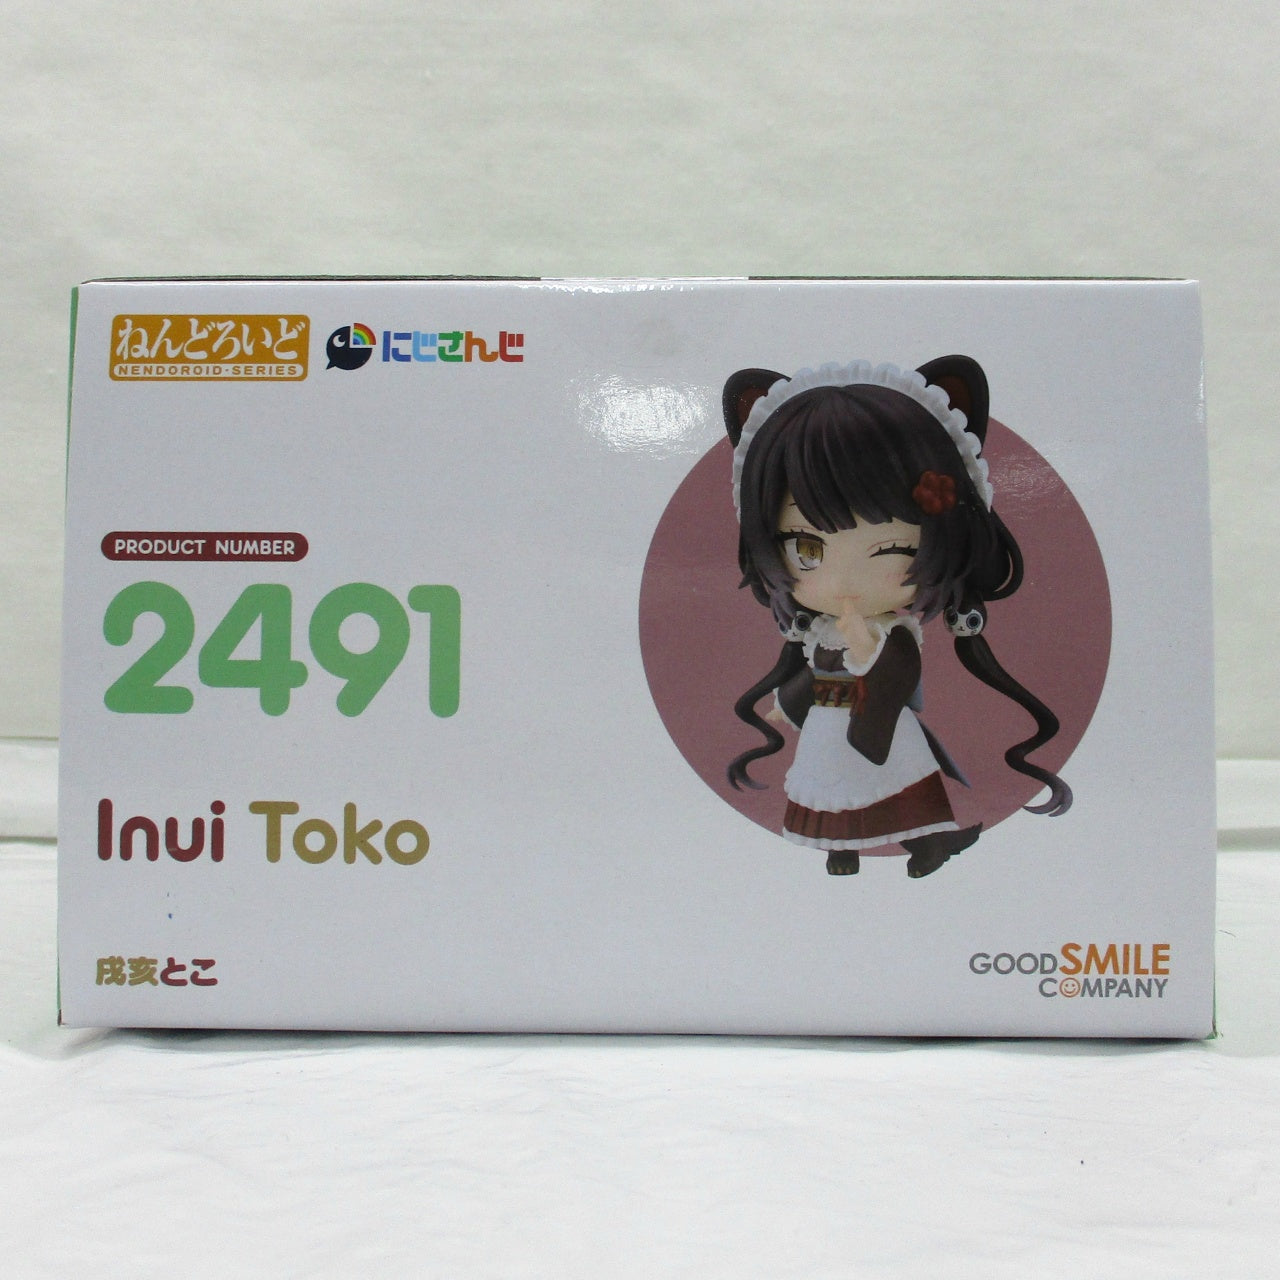 ねんどろいど
NENDOROID-SERIES
にじさんじ
PRODUCT NUMBER
2491
Inui Toko
戌亥とこ
GOOD SMILE
COMPANY